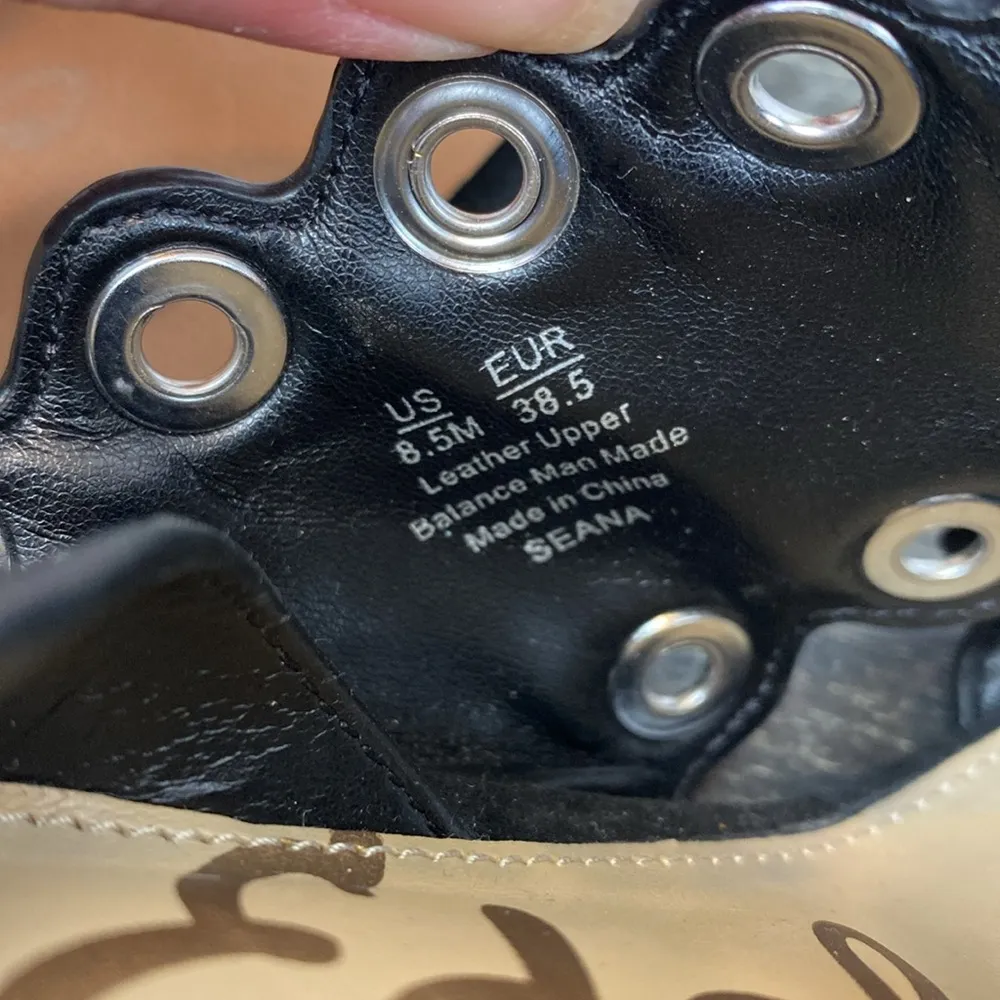 US EUR
8.5M 38.5
Leather Upper
Balance Man Made
Made in China
SEANA